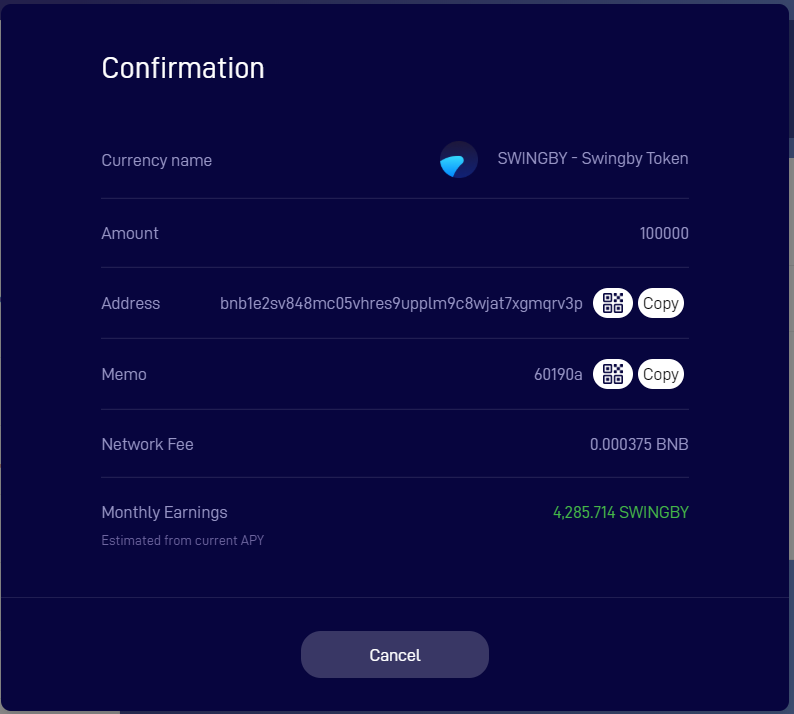 Confirmation
Currency name SWINGBY - Swingby Token
Amount 100000
Address bnb1e2sv848mc05vhres9upplm9c8wjat7xgmqrv3p Copy
Memo 60190a Copy
Network Fee 0.000375 BNB
Monthly Earnings 4,285.714 SWINGBY
Estimated from current APY
Cancel